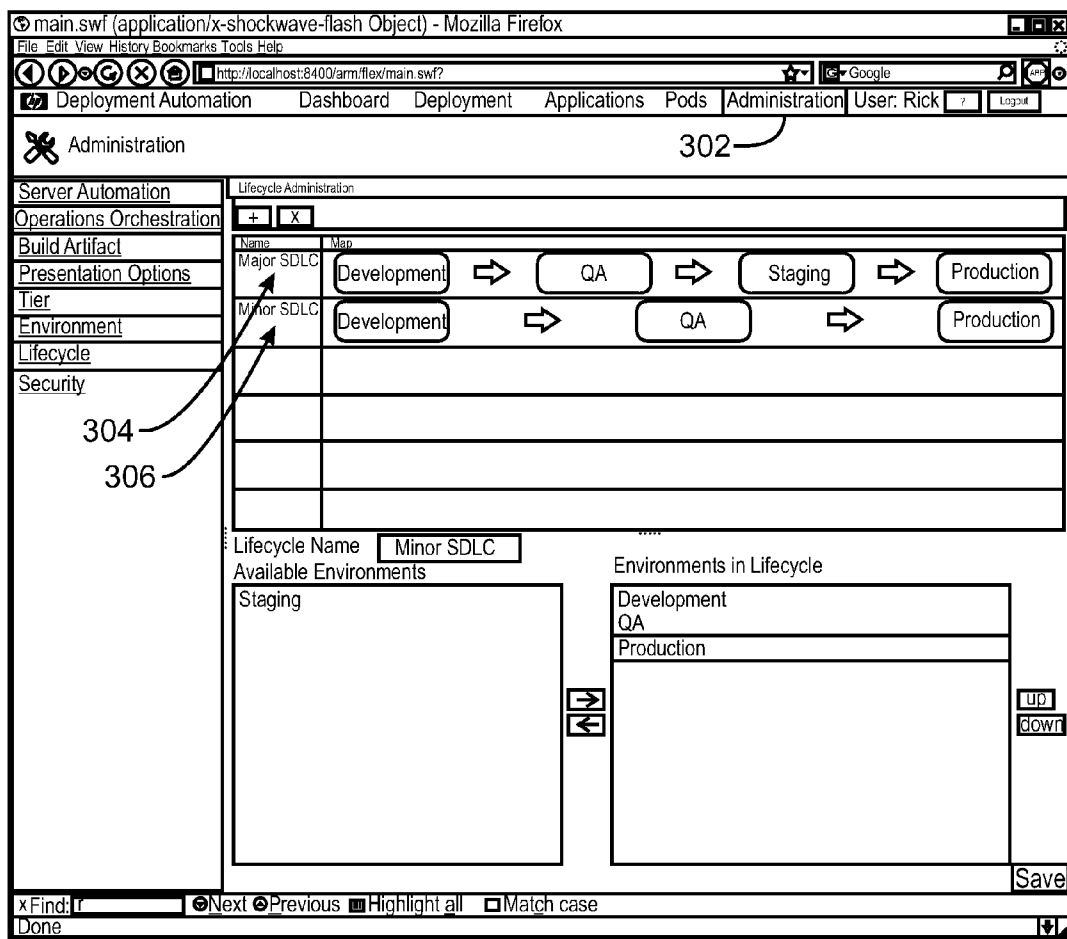 main.swf (application/x-shockwave-flash Object) - Mozilla Firefox
File Edit View History Bookmarks Tools Help
http://localhost:8400/arm/flex/main.swf?
G Google
ABP
hp Deployment Automation Dashboard Deployment Applications Pods Administration User: Rick ? Logout
302
Administration
Server Automation
Operations Orchestration
Build Artifact
Presentation Options
Tier
Environment
Lifecycle
Security
304
306
Lifecycle Administration
+ X
Name Map
Major SDLC Development QA Staging Production
Minor SDLC Development QA Production
Lifecycle Name Minor SDLC
Available Environments
Staging
Environments in Lifecycle
Development
QA
Production
up
down
Save
x Find: r Next Previous Highlight all Match case
Done